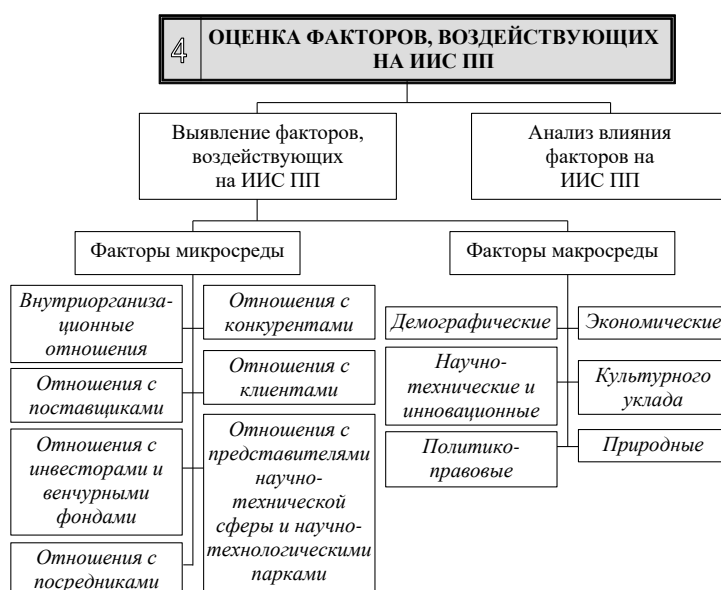 4
ОЦЕНКА ФАКТОРОВ, ВОЗДЕЙСТВУЮЩИХ
НА ИИС ПП
Выявление факторов,
воздействующих
на ИИС ПП
Анализ влияния
факторов на
ИИС ПП
Факторы микросреды
Факторы макросреды
Внутриорганиза-
ционные
отношения
Отношения с
конкурентами
Отношения с
поставщиками
Отношения с
клиентами
Отношения с
инвесторами и
венчурными
фондами
Отношения с
представителями
научно-
технической
сферы и научно-
технологическими
парками
Отношения с
посредниками
Демографические
Экономические
Научно-
технические и
инновационные
Культурного
уклада
Политико-
правовые
Природные